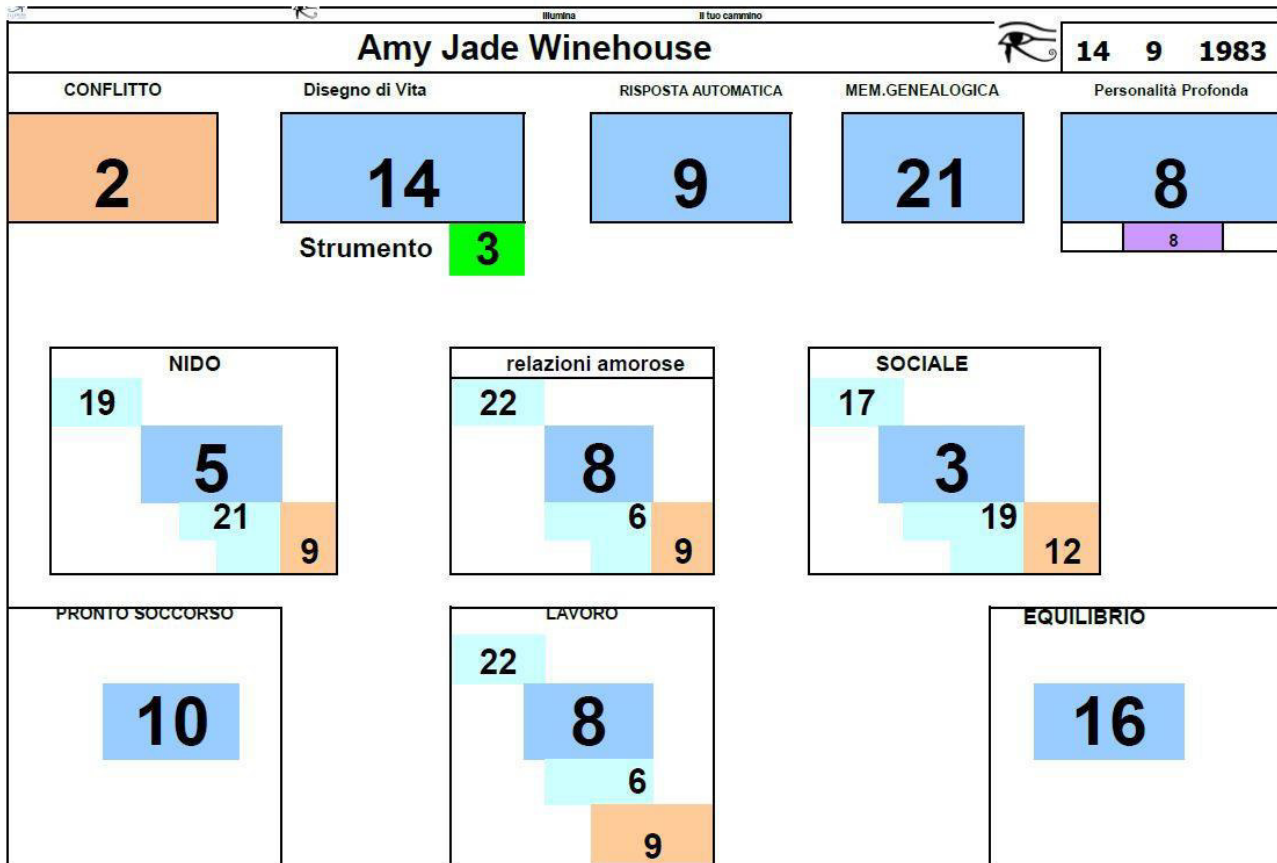 Illumina Il tuo cammino
Amy Jade Winehouse 14 9 1983
CONFLITTO Disegno di Vita RISPOSTA AUTOMATICA MEM.GENEALOGICA Personalità Profonda
2 14 9 21 8
Strumento 3 8
NIDO relazioni amorose SOCIALE
19 22 17
5 8 3
21 6 19
9 9 12
PRONTO SOCCORSO LAVORO EQUILIBRIO
22
10 8 16
6
9